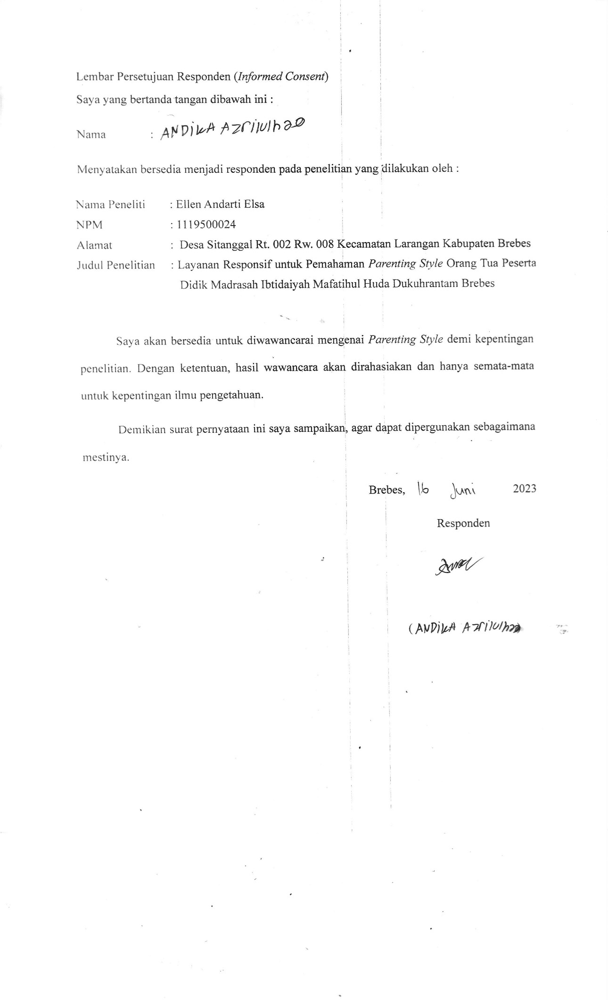 Lembar Persetujuan Responden (Informed Consent)
Saya yang bertanda tangan dibawah ini :
Nama : ANDiKA AZrilulhaq
Menyatakan bersedia menjadi responden pada penelitian yang dilakukan oleh :
Nama Peneliti : Ellen Andarti Elsa
NPM : 1119500024
Alamat : Desa Sitanggal Rt. 002 Rw. 008 Kecamatan Larangan Kabupaten Brebes
Judul Penelitian : Layanan Responsif untuk Pemahaman Parenting Style Orang Tua Peserta
Didik Madrasah Ibtidaiyah Mafatihul Huda Dukuhrantam Brebes
Saya akan bersedia untuk diwawancarai mengenai Parenting Style demi kepentingan
penelitian. Dengan ketentuan, hasil wawancara akan dirahasiakan dan hanya semata-mata
untuk kepentingan ilmu pengetahuan.
Demikian surat pernyataan ini saya sampaikan, agar dapat dipergunakan sebagaimana
mestinya.
Brebes, 16 Juni 2023
Responden
(ANDiKA